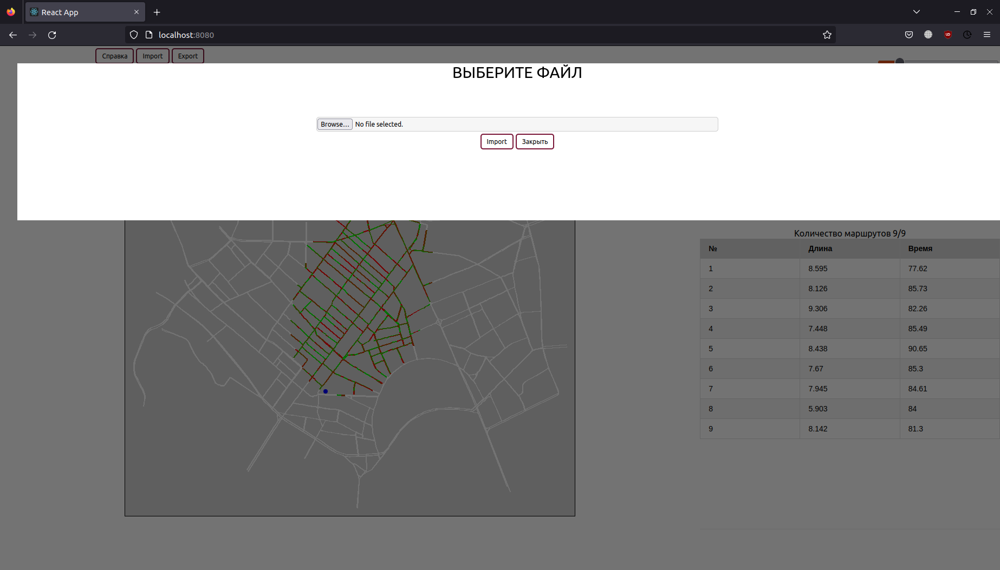 React App
localhost:8080
Справка Import Export
ВЫБЕРИТЕ ФАЙЛ
Browse... No file selected.
Import Закрыть
Количество маршрутов 9/9
№ Длина Время
1 8.595 77.62
2 8.126 85.73
3 9.306 82.26
4 7.448 85.49
5 8.438 90.65
6 7.67 85.3
7 7.945 84.61
8 5.903 84
9 8.142 81.3